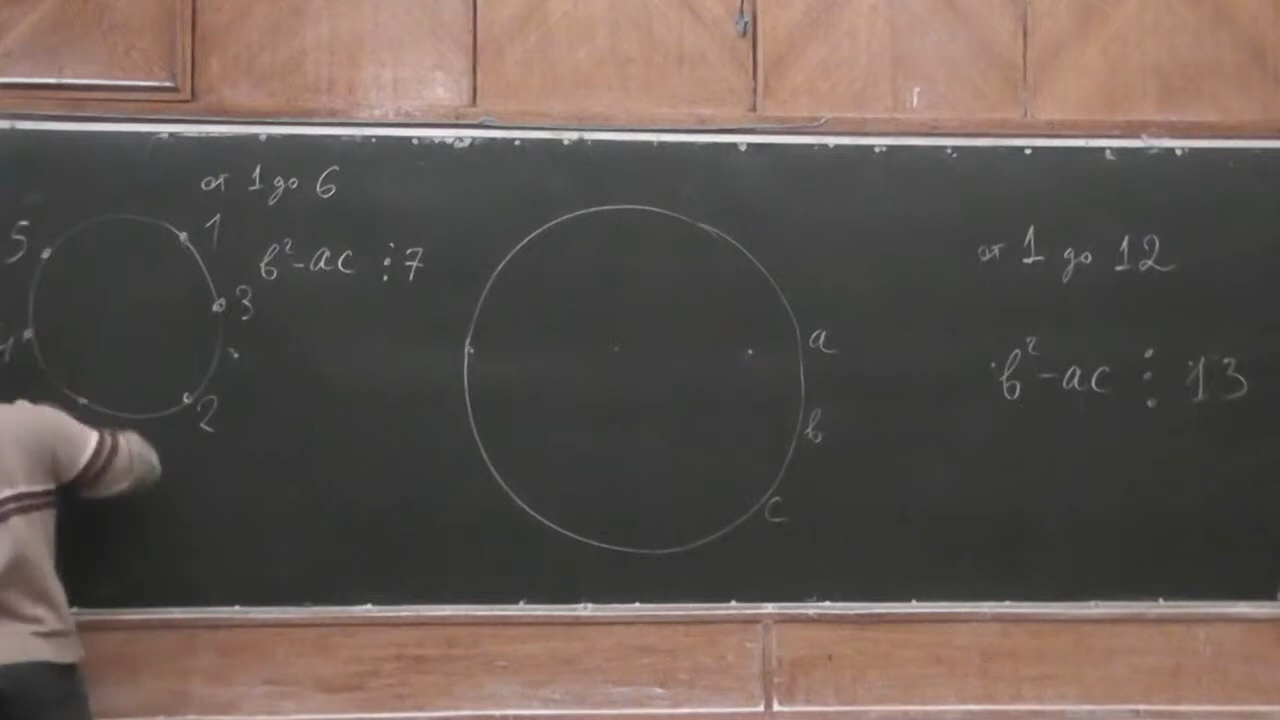 от 1 до 6
5
1
b²-ac ⋮ 7
3
2
a
b
c
от 1 до 12
b²-ac ⋮ 13